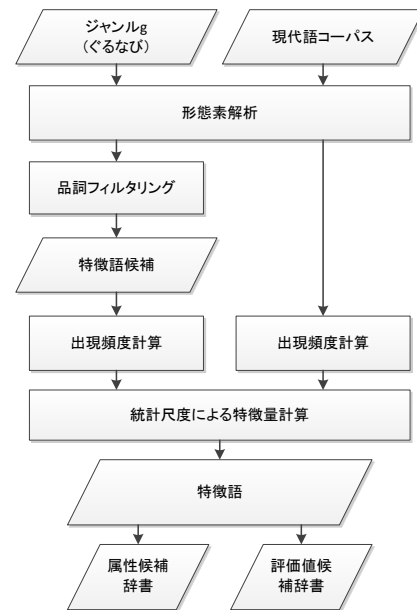 ジャンルg
(ぐるなび)
現代語コーパス
形態素解析
品詞フィルタリング
特徴語候補
出現頻度計算
出現頻度計算
統計尺度による特徴量計算
特徴語
属性候補
辞書
評価値候
補辞書